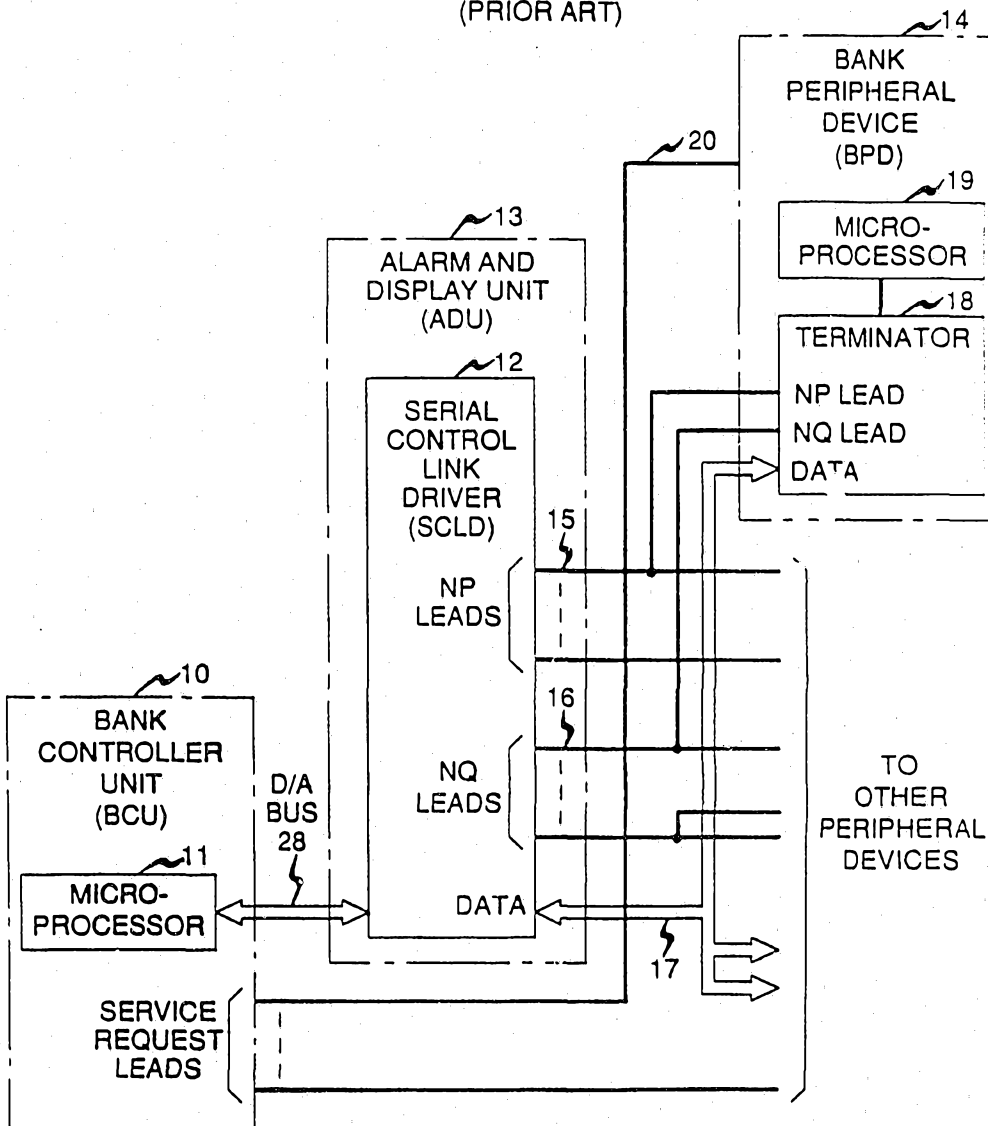 (PRIOR ART)
14
BANK
PERIPHERAL
DEVICE
(BPD)
20
19
MICRO-
PROCESSOR
18
TERMINATOR
NP LEAD
NQ LEAD
DATA
13
ALARM AND
DISPLAY UNIT
(ADU)
12
SERIAL
CONTROL
LINK
DRIVER
(SCLD)
15
NP
LEADS
16
NQ
LEADS
DATA
17
10
BANK
CONTROLLER
UNIT
(BCU)
D/A
BUS
28
11
MICRO-
PROCESSOR
SERVICE
REQUEST
LEADS
TO
OTHER
PERIPHERAL
DEVICES